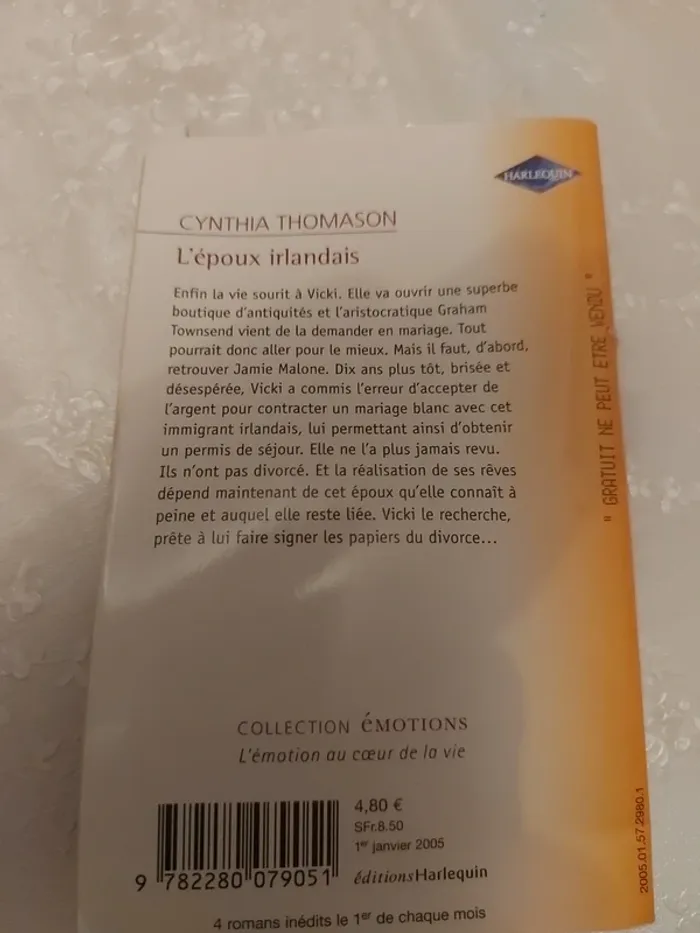 HARLEQUIN
CYNTHIA THOMASON
L'époux irlandais
Enfin la vie sourit à Vicki. Elle va ouvrir une superbe
boutique d'antiquités et l'aristocratique Graham
Townsend vient de la demander en mariage. Tout
pourrait donc aller pour le mieux. Mais il faut, d'abord,
retrouver Jamie Malone. Dix ans plus tôt, brisée et
désespérée, Vicki a commis l'erreur d'accepter de
l'argent pour contracter un mariage blanc avec cet
immigrant irlandais, lui permettant ainsi d'obtenir
un permis de séjour. Elle ne l'a plus jamais revu.
Ils n'ont pas divorcé. Et la réalisation de ses rêves
dépend maintenant de cet époux qu'elle connaît à
peine et auquel elle reste liée. Vicki le recherche,
prête à lui faire signer les papiers du divorce...
" GRATUIT NE PEUT ETRE VENDU "
COLLECTION éMOTIONS
L'émotion au cœur de la vie
4,80 €
SFr.8.50
1er janvier 2005
éditionsHarlequin
9 782280 079051
2005.01.57.2980.1
4 romans inédits le 1er de chaque mois